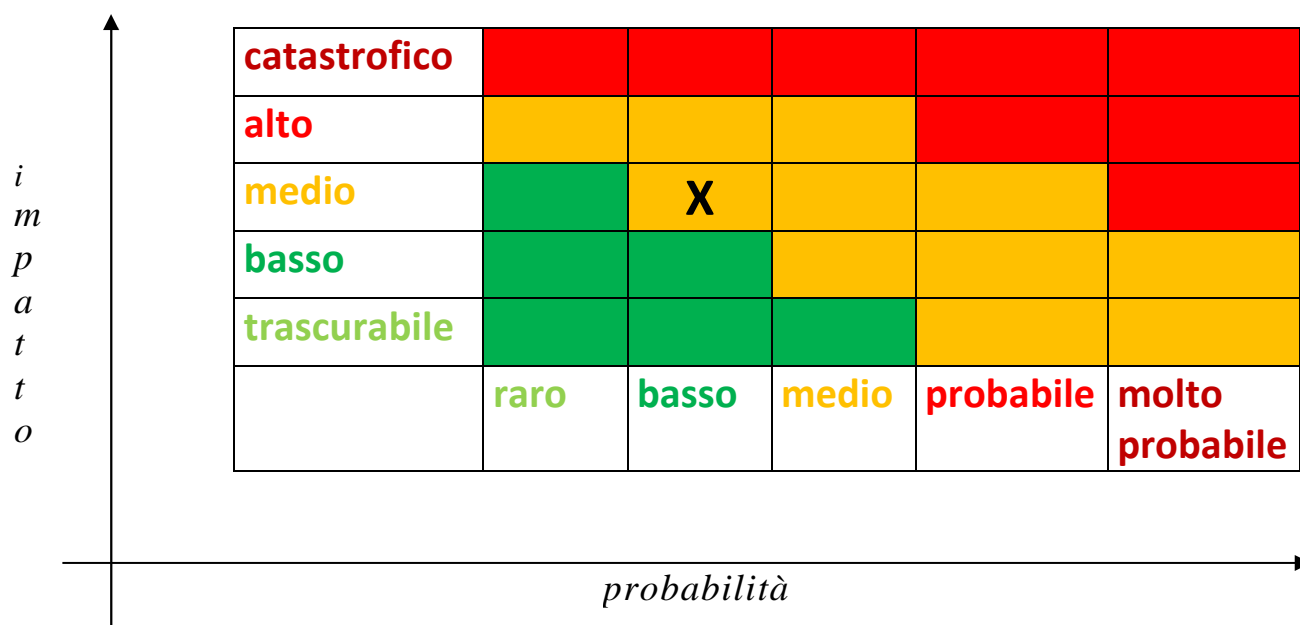 catastrofico
alto
medio
X
basso
trascurabile
raro basso medio probabile molto
probabile
i
m
p
a
t
t
o
probabilità